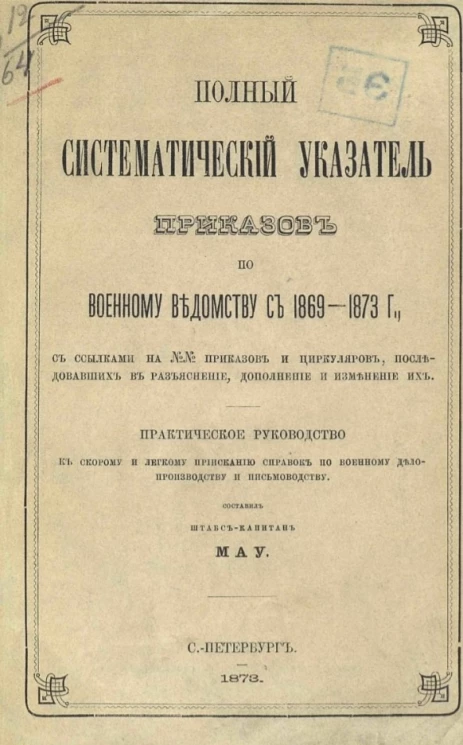 12
64
ПОЛНЫЙ
СИСТЕМАТИЧЕСКІЙ УКАЗАТЕЛЬ
ПРИКАЗОВЪ
ПО
ВОЕННОМУ ВѢДОМСТВУ СЪ 1869—1873 Г.,
СЪ ССЫЛКАМИ НА №№ ПРИКАЗОВЪ И ЦИРКУЛЯРОВЪ, ПОСЛѢ-
ДОВАВШИХЪ ВЪ РАЗЪЯСНЕНІЕ, ДОПОЛНЕНІЕ И ИЗМѢНЕНІЕ ИХЪ.
ПРАКТИЧЕСКОЕ РУКОВОДСТВО
КЪ СКОРОМУ И ЛЕГКОМУ ПРІИСКАНІЮ СПРАВОКЪ ПО ВОЕННОМУ ДѢЛО-
ПРОИЗВОДСТВУ И ПИСЬМОВОДСТВУ.
СОСТАВИЛЪ
ШТАБСЪ-КАПИТАНЪ
МАУ.
С.-ПЕТЕРБУРГЪ.
1873.